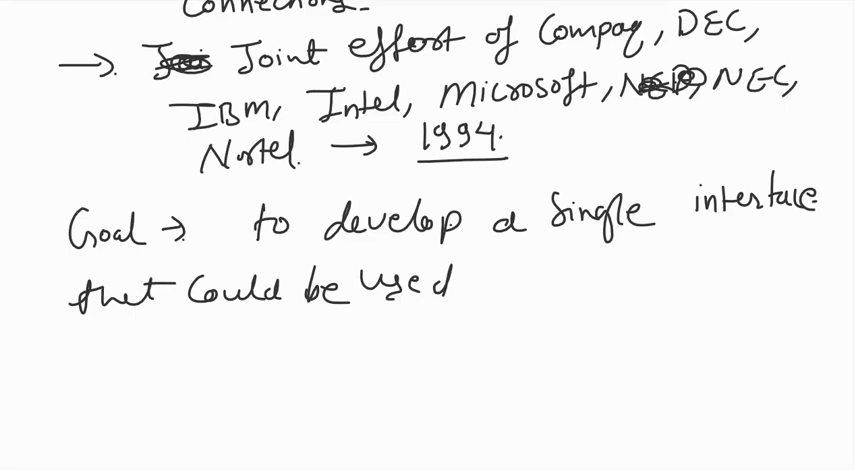 Connectors.
→ Joint effort of Compaq, DEC,
IBM, Intel, Microsoft, NEC,
Nortel. → 1994.
Goal → to develop a single interface
that could be used